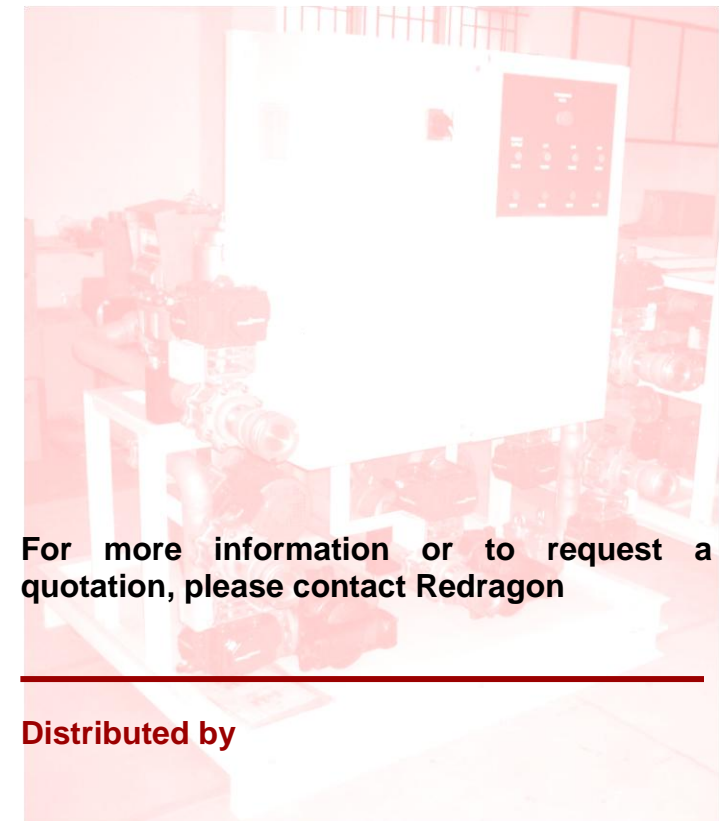 For more information or to request a
quotation, please contact Redragon
Distributed by